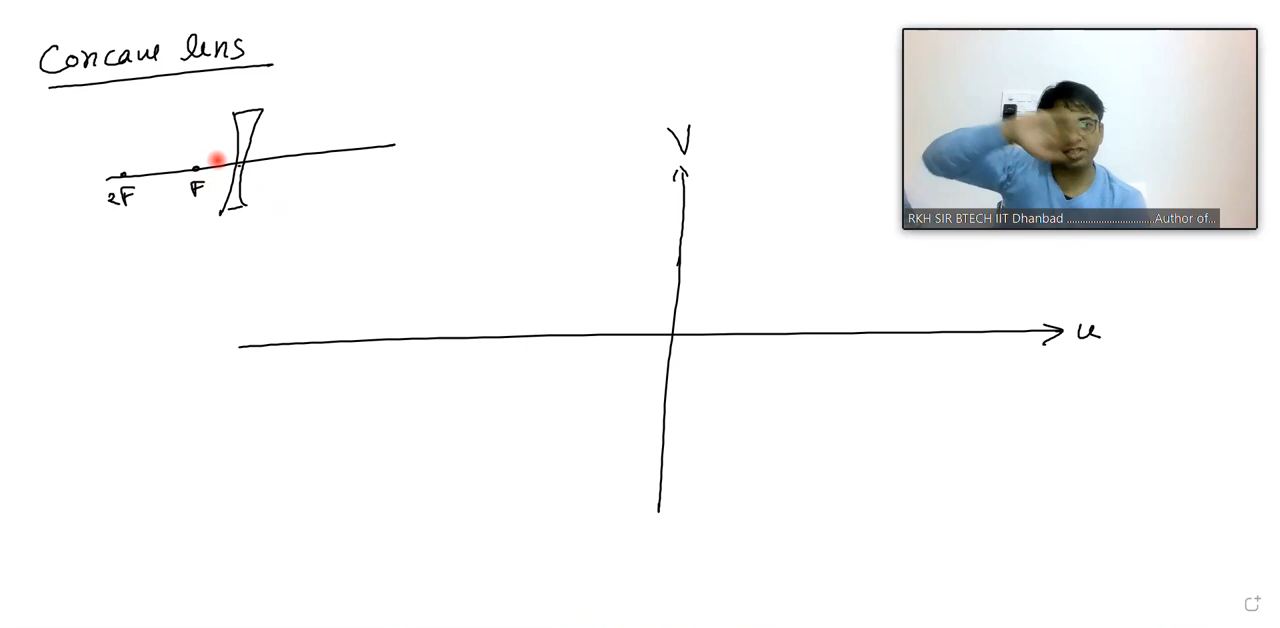 Concave lens
2F
F
V
u
RKH SIR BTECH IIT Dhanbad ..................................Author of...